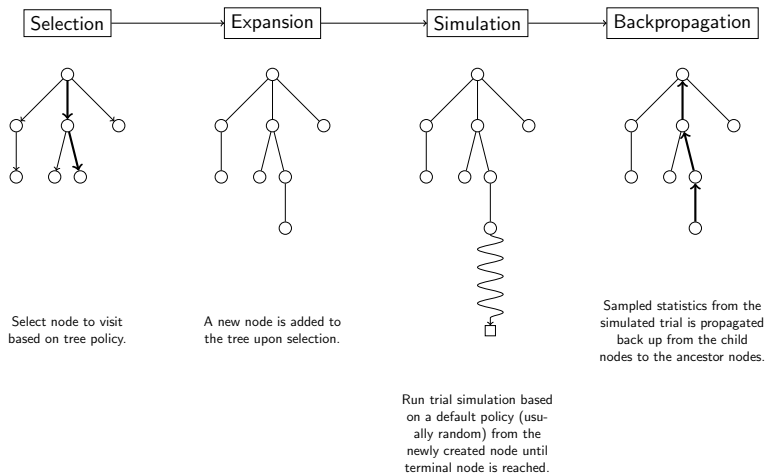 Selection
Expansion
Simulation
Backpropagation
Select node to visit
based on tree policy.
A new node is added to
the tree upon selection.
Run trial simulation based
on a default policy (usu-
ally random) from the
newly created node until
terminal node is reached.
Sampled statistics from the
simulated trial is propagated
back up from the child
nodes to the ancestor nodes.